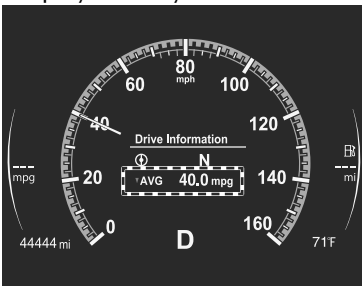 80
mph
60
100
40
120
Drive Information
N
AVG 40.0 mpg
20
140
---
mpg
---
mi
0
160
44444 mi
D
71°F